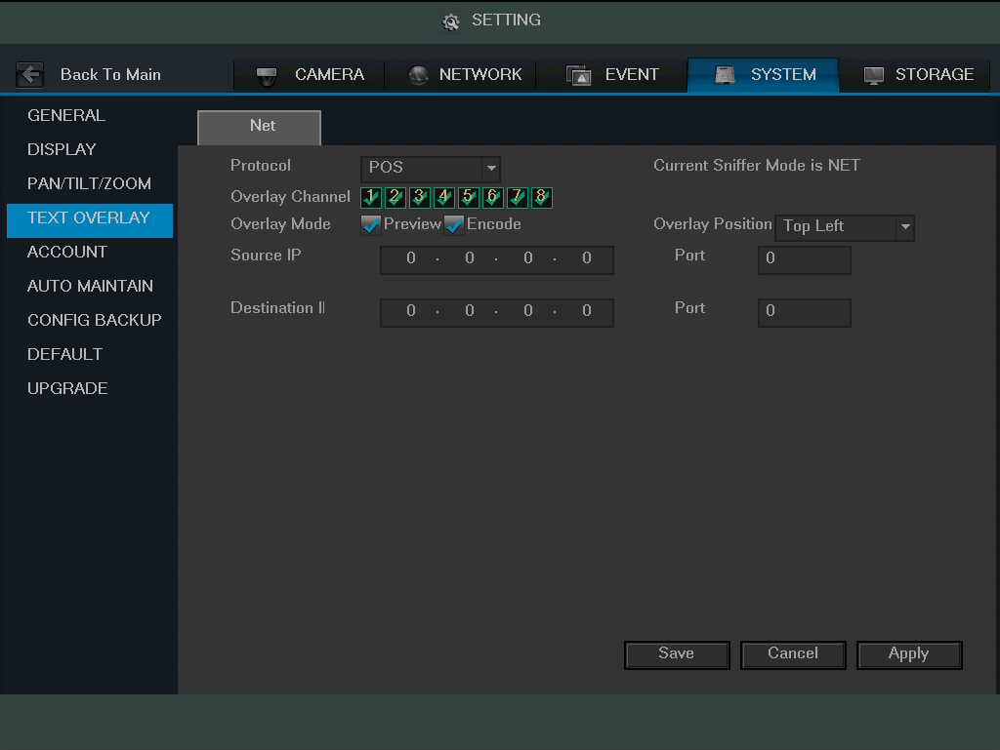 SETTING
Back To Main CAMERA NETWORK EVENT SYSTEM STORAGE
GENERAL
DISPLAY
PAN/TILT/ZOOM
TEXT OVERLAY
ACCOUNT
AUTO MAINTAIN
CONFIG BACKUP
DEFAULT
UPGRADE
Net
Protocol POS Current Sniffer Mode is NET
Overlay Channel 1 2 3 4 5 6 7 8
Overlay Mode Preview Encode Overlay Position Top Left
Source IP 0 . 0 . 0 . 0 Port 0
Destination II 0 . 0 . 0 . 0 Port 0
Save Cancel Apply